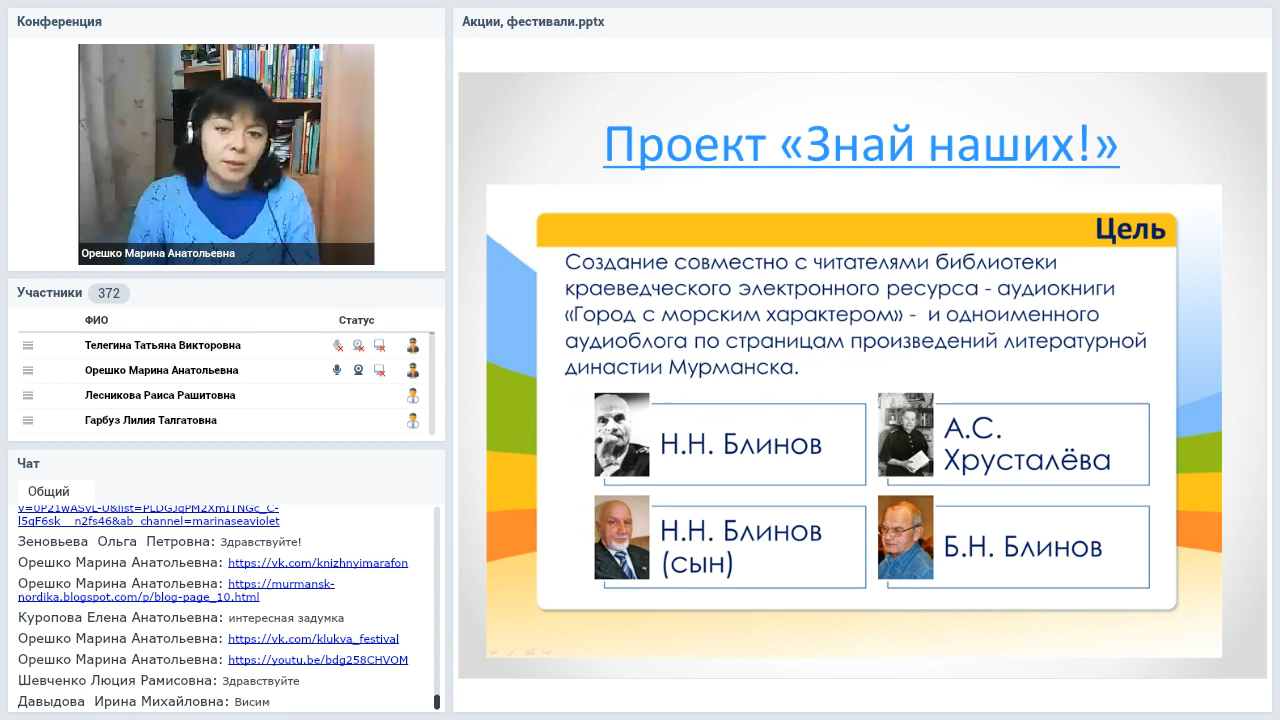 Конференция
Орешко Марина Анатольевна
Участники 372
ФИО Статус
Телегина Татьяна Викторовна
Орешко Марина Анатольевна
Лесникова Раиса Рашитовна
Гарбуз Лилия Талгатовна
Чат
Общий
v=0P21wASVL-U&list=PLDGJqPM2XmITNGc_C-
l5qF6sk__n2fs46&ab_channel=marinaseaviolet
Зеновьева Ольга Петровна: Здравствуйте!
Орешко Марина Анатольевна: https://vk.com/knizhnyimarafon
Орешко Марина Анатольевна: https://murmansk-
nordika.blogspot.com/p/blog-page_10.html
Куропова Елена Анатольевна: интересная задумка
Орешко Марина Анатольевна: https://vk.com/klukva_festival
Орешко Марина Анатольевна: https://youtu.be/bdg258CHVOM
Шевченко Люция Рамисовна: Здравствуйте
Давыдова Ирина Михайловна: Висим
Акции, фестивали.pptx
Проект «Знай наших!»
Цель
Создание совместно с читателями библиотеки
краеведческого электронного ресурса - аудиокниги
«Город с морским характером» - и одноименного
аудиоблога по страницам произведений литературной
династии Мурманска.
Н.Н. Блинов
А.С.
Хрусталёва
Н.Н. Блинов
(сын)
Б.Н. Блинов